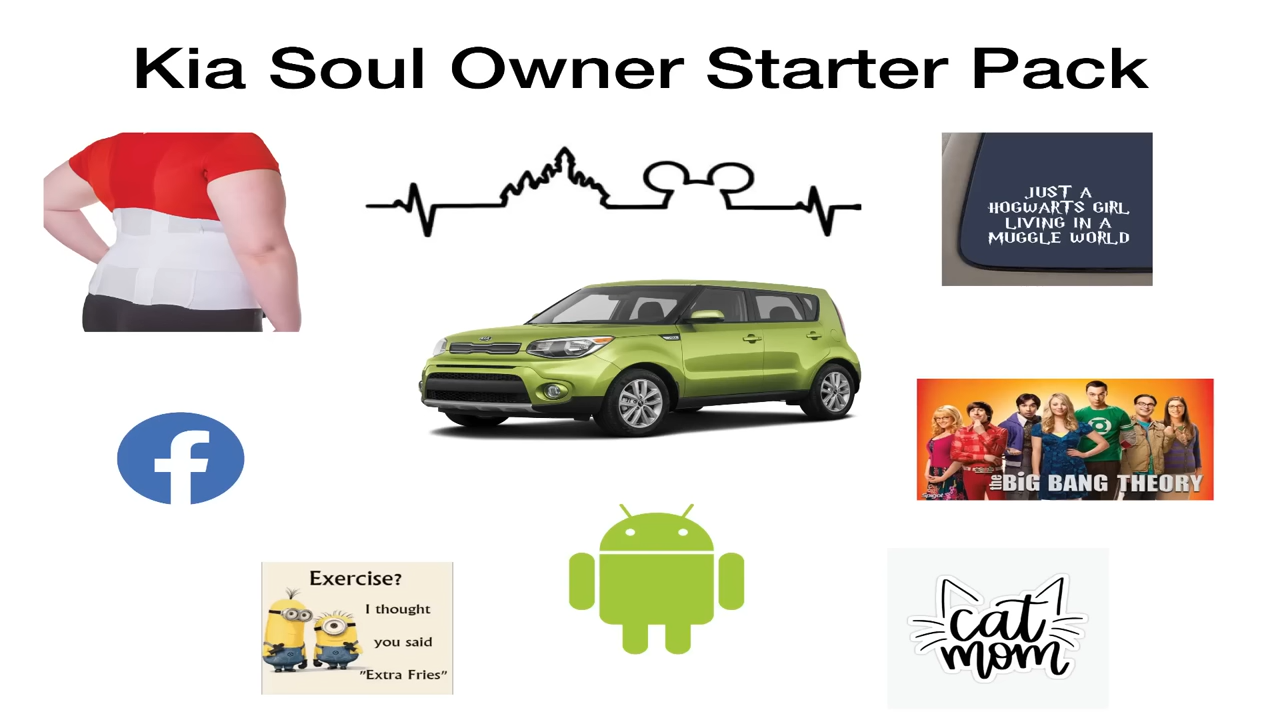 Kia Soul Owner Starter Pack
JUST A
HOGWARTS GIRL
LIVING IN A
MUGGLE WORLD
f
the BiG BANG THEORY
Exercise?
I thought
you said
"Extra Fries"
cat
mom